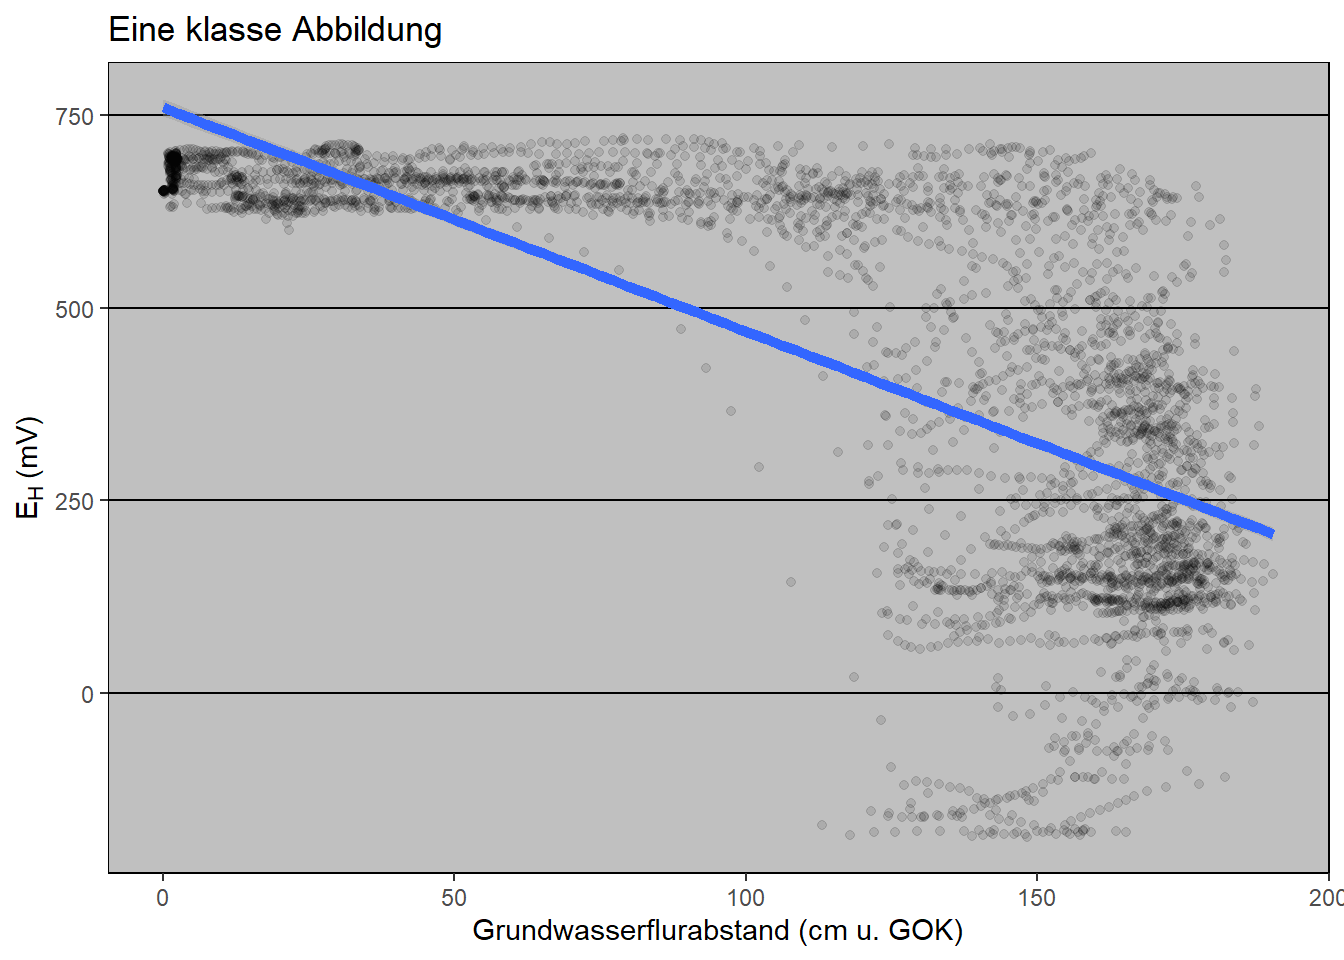 Eine klasse Abbildung
750
500
250
0
E_H (mV)
0 50 100 150 200
Grundwasserflurabstand (cm u. GOK)